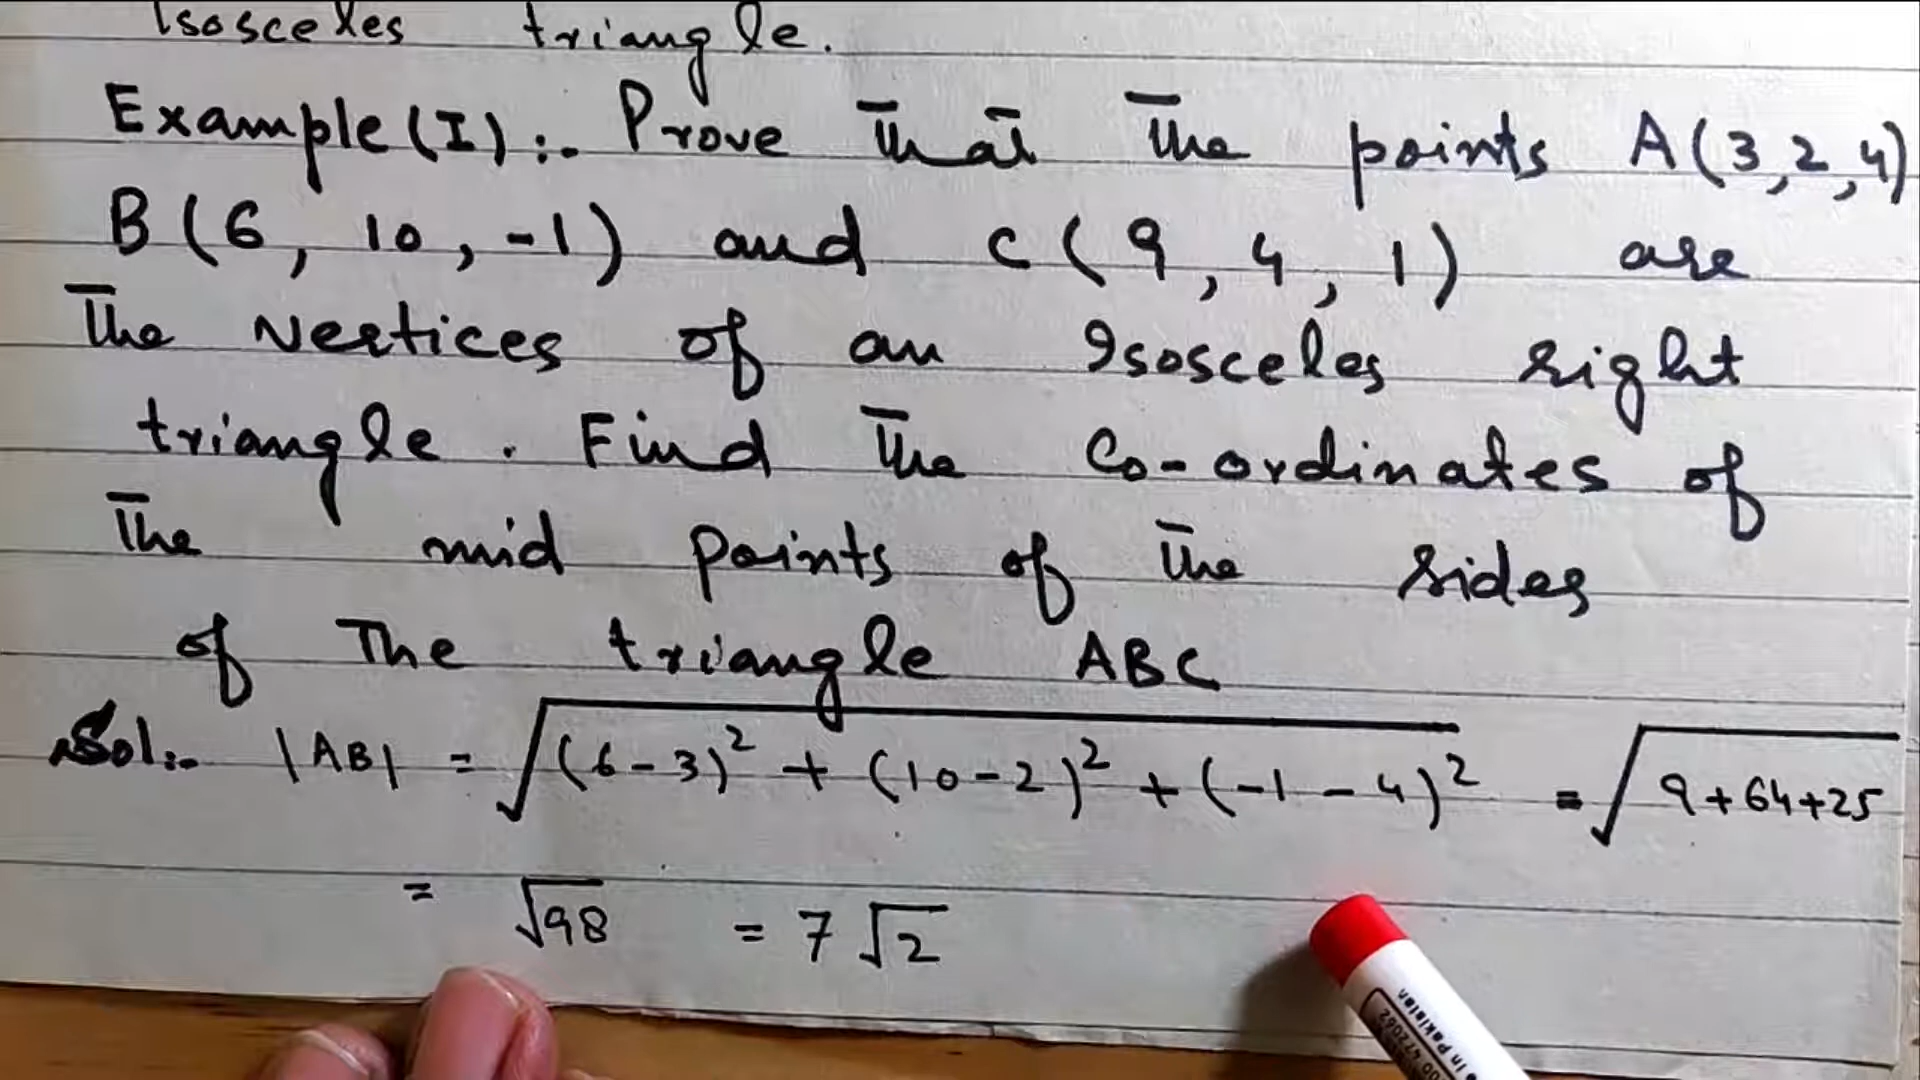 Isosceles triangle.
Example (I):- Prove that the points A(3,2,4)
B(6, 10, -1) and C(9, 4, 1) are
the vertices of an Isosceles right
triangle. Find the Co-ordinates of
the mid points of the sides
of The triangle ABC
Sol:- |AB| = √((6-3)² + (10-2)² + (-1-4)²) = √(9+64+25)
= √98 = 7√2
in Pakistan